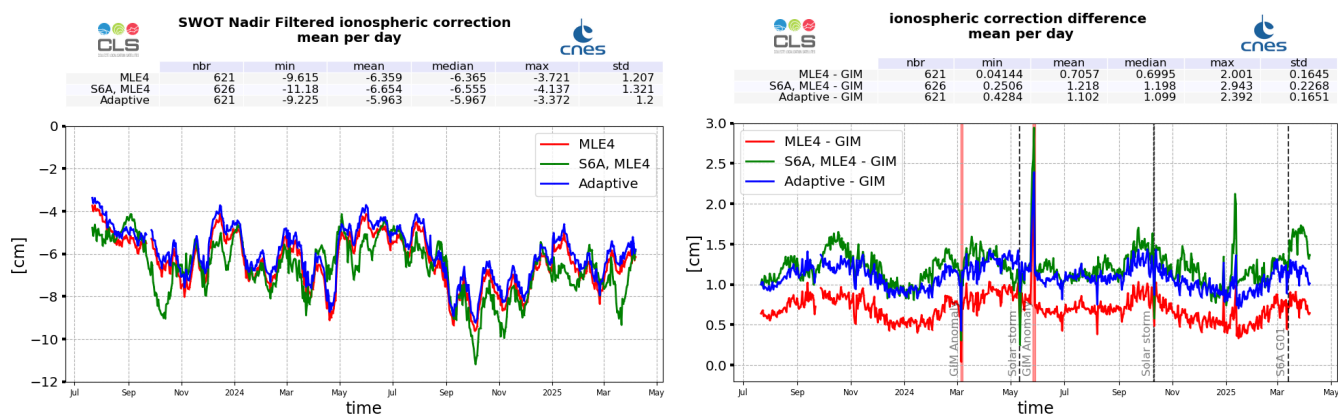 SWOT Nadir Filtered ionospheric correction
mean per day
CLS
cnes
nbr min mean median max std
MLE4 621 -9.615 -6.359 -6.365 -3.721 1.207
S6A, MLE4 626 -11.18 -6.654 -6.555 -4.137 1.321
Adaptive 621 -9.225 -5.963 -5.967 -3.372 1.2
0
−2
−4
−6
−8
−10
−12
[cm]
MLE4
S6A, MLE4
Adaptive
Jul Sep Nov 2024 Mar May Jul Sep Nov 2025 Mar May
time
ionospheric correction difference
mean per day
CLS
cnes
nbr min mean median max std
MLE4 - GIM 621 0.04144 0.7057 0.6995 2.001 0.1645
S6A, MLE4 - GIM 626 0.2506 1.218 1.198 2.943 0.2268
Adaptive - GIM 621 0.4284 1.102 1.099 2.392 0.1651
3.0
2.5
2.0
1.5
1.0
0.5
0.0
[cm]
MLE4 - GIM
S6A, MLE4 - GIM
Adaptive - GIM
GIM Anomaly
Solar storm
GIM Anomaly
Solar storm
S6A G01
Jul Sep Nov 2024 Mar May Jul Sep Nov 2025 Mar May
time